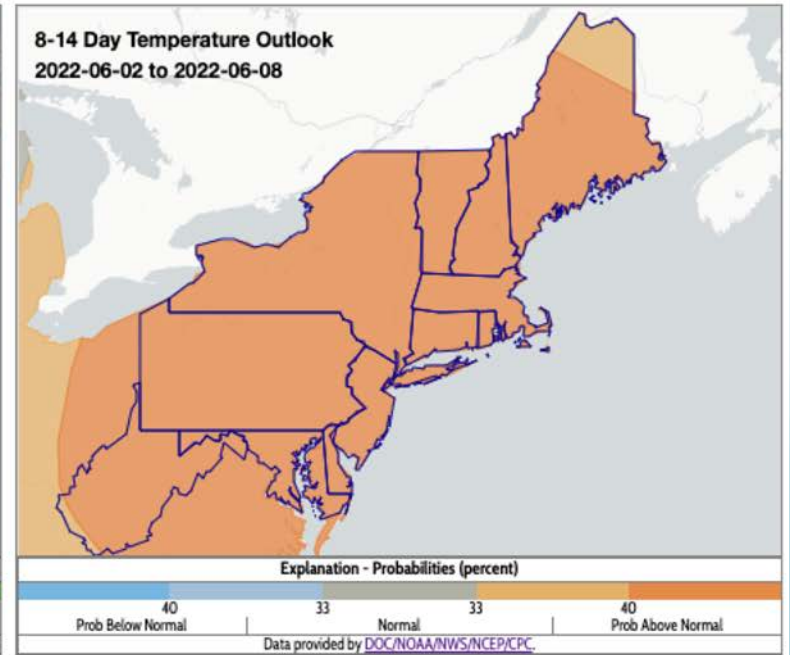 8-14 Day Temperature Outlook
2022-06-02 to 2022-06-08
Explanation - Probabilities (percent)
40 33 33 40
Prob Below Normal Normal Prob Above Normal
Data provided by DOC/NOAA/NWS/NCEP/CPC.